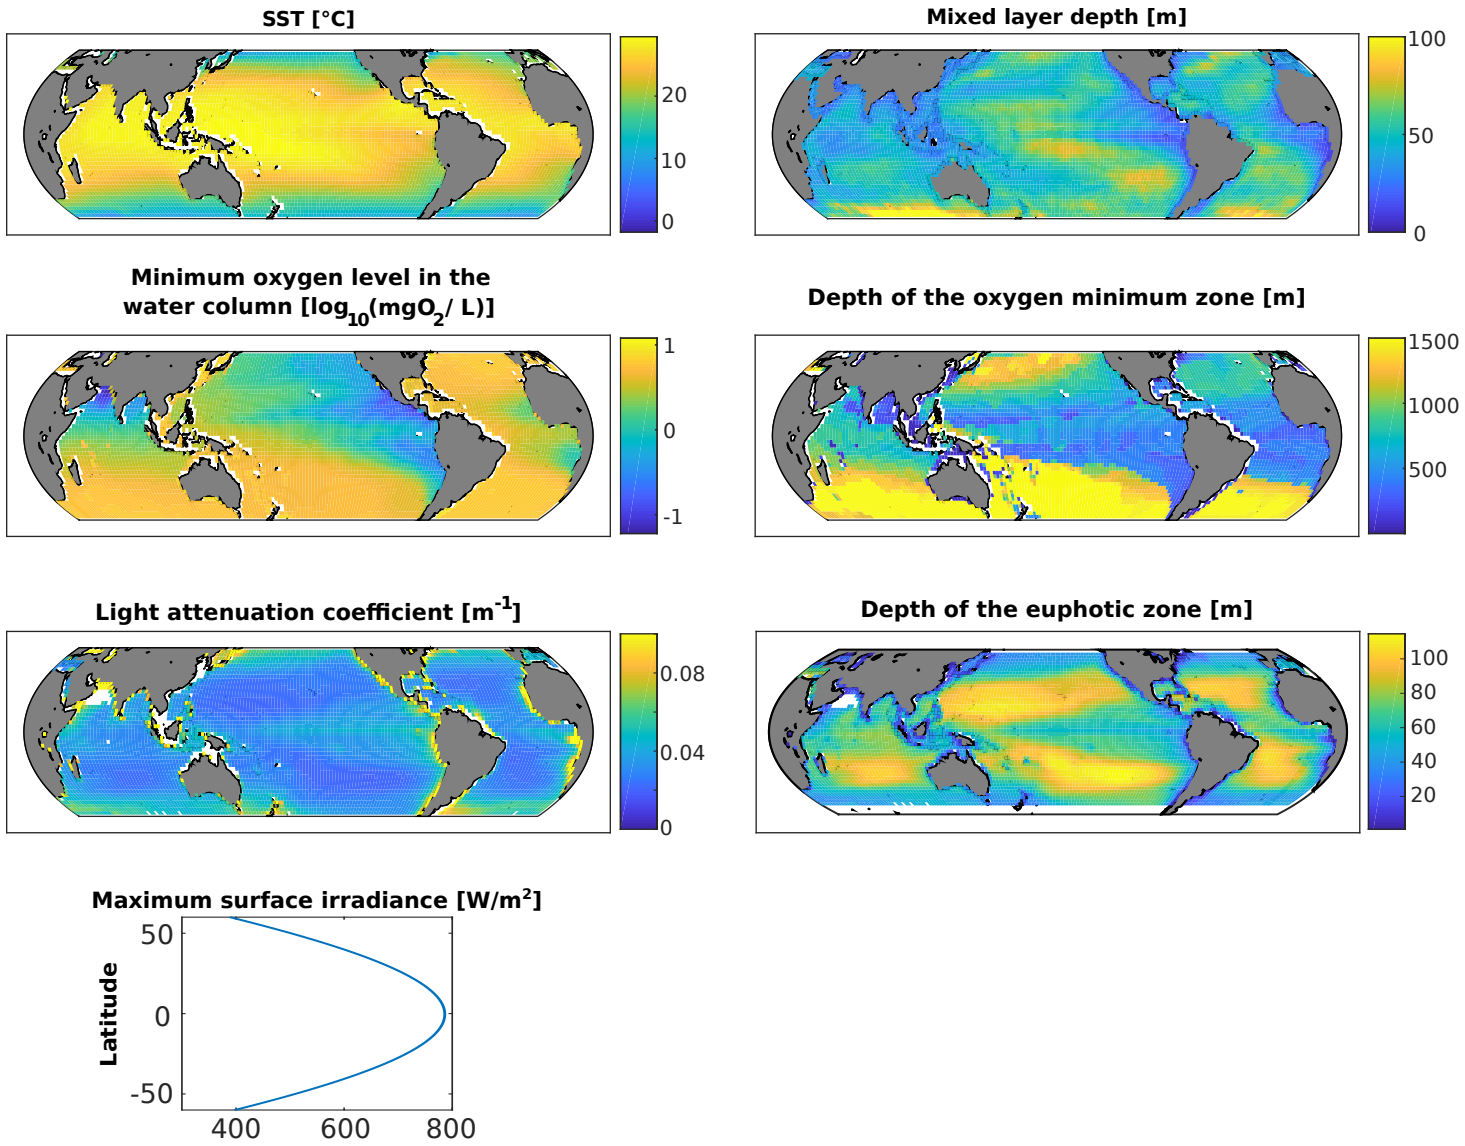 SST [°C]
20
10
0
Mixed layer depth [m]
100
50
0
Minimum oxygen level in the
water column [log10(mgO2/ L)]
1
0
-1
Depth of the oxygen minimum zone [m]
1500
1000
500
Light attenuation coefficient [m-1]
0.08
0.04
0
Depth of the euphotic zone [m]
100
80
60
40
20
Maximum surface irradiance [W/m2]
Latitude
50
0
-50
400 600 800